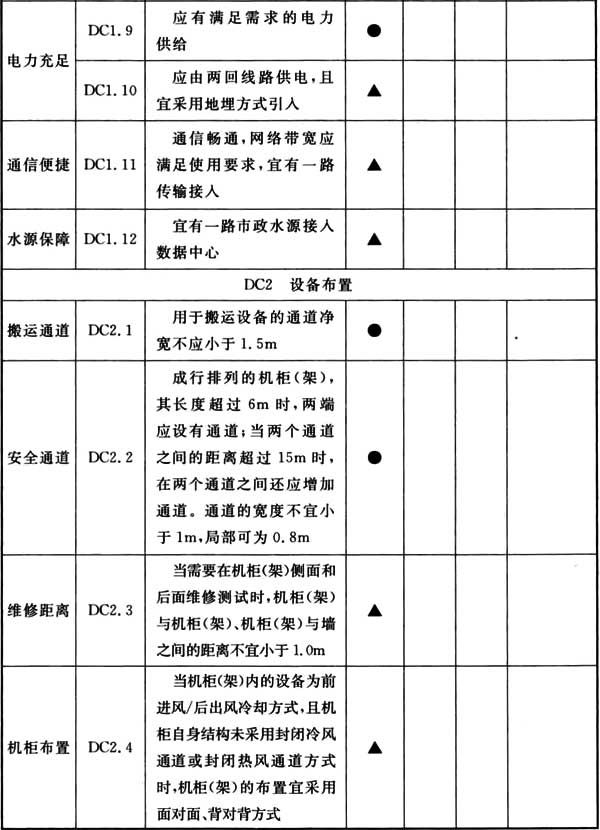 电力充足
DC1.9
应有满足需求的电力
供给
●
DC1.10
应由两回线路供电,且
宜采用地埋方式引入
▲
通信便捷
DC1.11
通信畅通,网络带宽应
满足使用要求,宜有一路
传输接入
▲
水源保障
DC1.12
宜有一路市政水源接入
数据中心
▲
DC2 设备布置
搬运通道
DC2.1
用于搬运设备的通道净
宽不应小于1.5m
●
安全通道
DC2.2
成行排列的机柜(架),
其长度超过6m时,两端
应设有通道;当两个通道
之间的距离超过15m时,
在两个通道之间还应增加
通道。通道的宽度不宜小
于1m,局部可为0.8m
●
维修距离
DC2.3
当需要在机柜(架)侧面和
后面维修测试时,机柜(架)
与机柜(架)、机柜(架)与墙
之间的距离不宜小于1.0m
▲
机柜布置
DC2.4
当机柜(架)内的设备为前
进风/后出风冷却方式,且机
柜自身结构未采用封闭冷风
通道或封闭热风通道方式
时,机柜(架)的布置宜采用
面对面、背对背方式
▲